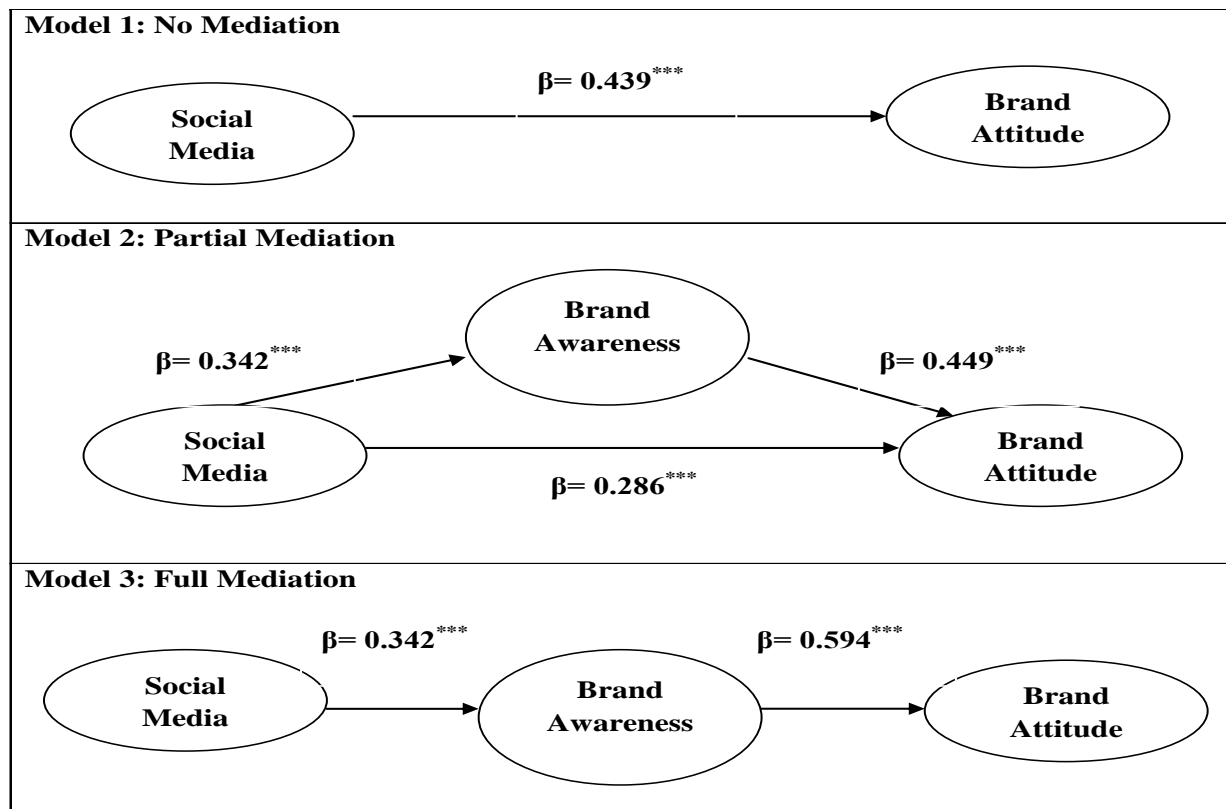 Model 1: No Mediation
β= 0.439***
Social
Media
Brand
Attitude
Model 2: Partial Mediation
Brand
Awareness
β= 0.342***
β= 0.449***
Social
Media
Brand
Attitude
β= 0.286***
Model 3: Full Mediation
β= 0.342***
β= 0.594***
Social
Media
Brand
Awareness
Brand
Attitude